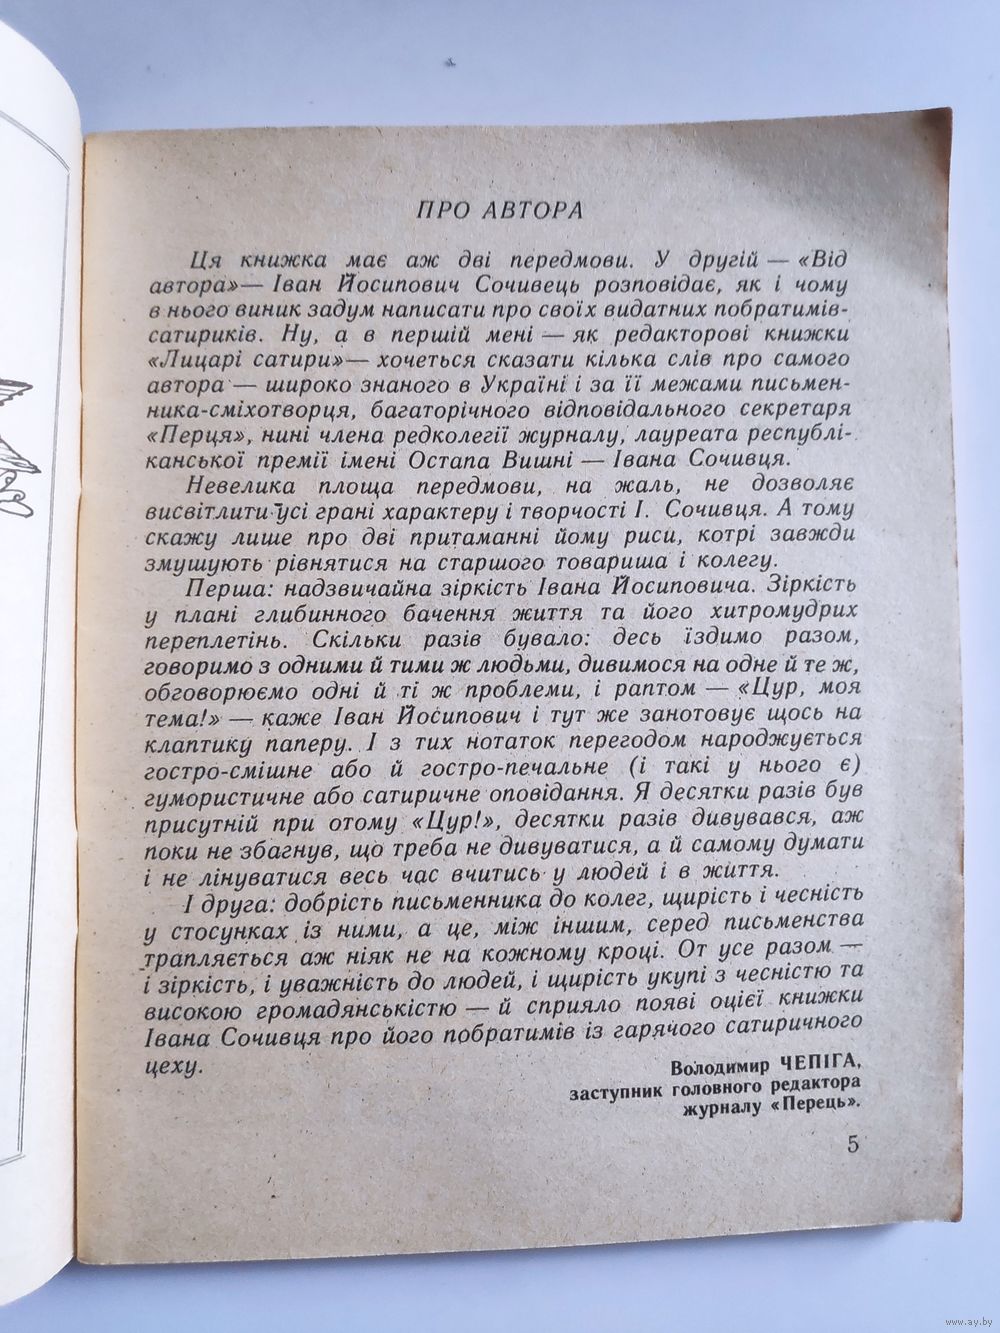 ПРО АВТОРА
Ця книжка має аж дві передмови. У другій — «Від
автора»— Іван Йосипович Сочивець розповідає, як і чому
в нього виник задум написати про своїх видатних побратимів-
сатириків. Ну, а в першій мені — як редакторові книжки
«Лицарі сатири»— хочеться сказати кілька слів про самого
автора — широко знаного в Україні і за її межами письмен-
ника-сміхотворця, багаторічного відповідального секретаря
«Перця», нині члена редколегії журналу, лауреата республі-
канської премії імені Остапа Вишні — Івана Сочивця.
Невелика площа передмови, на жаль, не дозволяє
висвітлити усі грані характеру і творчості І. Сочивця. А тому
скажу лише про дві притаманні йому риси, котрі завжди
змушують рівнятися на старшого товариша і колегу.
Перша: надзвичайна зіркість Івана Йосиповича. Зіркість
у плані глибинного бачення життя та його хитромудрих
переплетінь. Скільки разів бувало: десь їздимо разом,
говоримо з одними й тими ж людьми, дивимося на одне й те ж,
обговорюємо одні й ті ж проблеми, і раптом — «Цур, моя
тема!» — каже Іван Йосипович і тут же занотовує щось на
клаптику паперу. І з тих нотаток перегодом народжується
гостро-смішне або й гостро-печальне (і такі у нього є)
гумористичне або сатиричне оповідання. Я десятки разів був
присутній при отому «Цур!», десятки разів дивувався, аж
поки не збагнув, що треба не дивуватися, а й самому думати
і не лінуватися весь час вчитись у людей і в життя.
І друга: добрість письменника до колег, щирість і чесність
у стосунках із ними, а це, між іншим, серед письменства
трапляється аж ніяк не на кожному кроці. От усе разом —
і зіркість, і уважність до людей, і щирість укупі з чесністю та
високою громадянськістю — й сприяло появі оцієї книжки
Івана Сочивця про його побратимів із гарячого сатиричного
цеху.
Володимир ЧЕПІГА,
заступник головного редактора
журналу «Перець».
5
www.ay.by